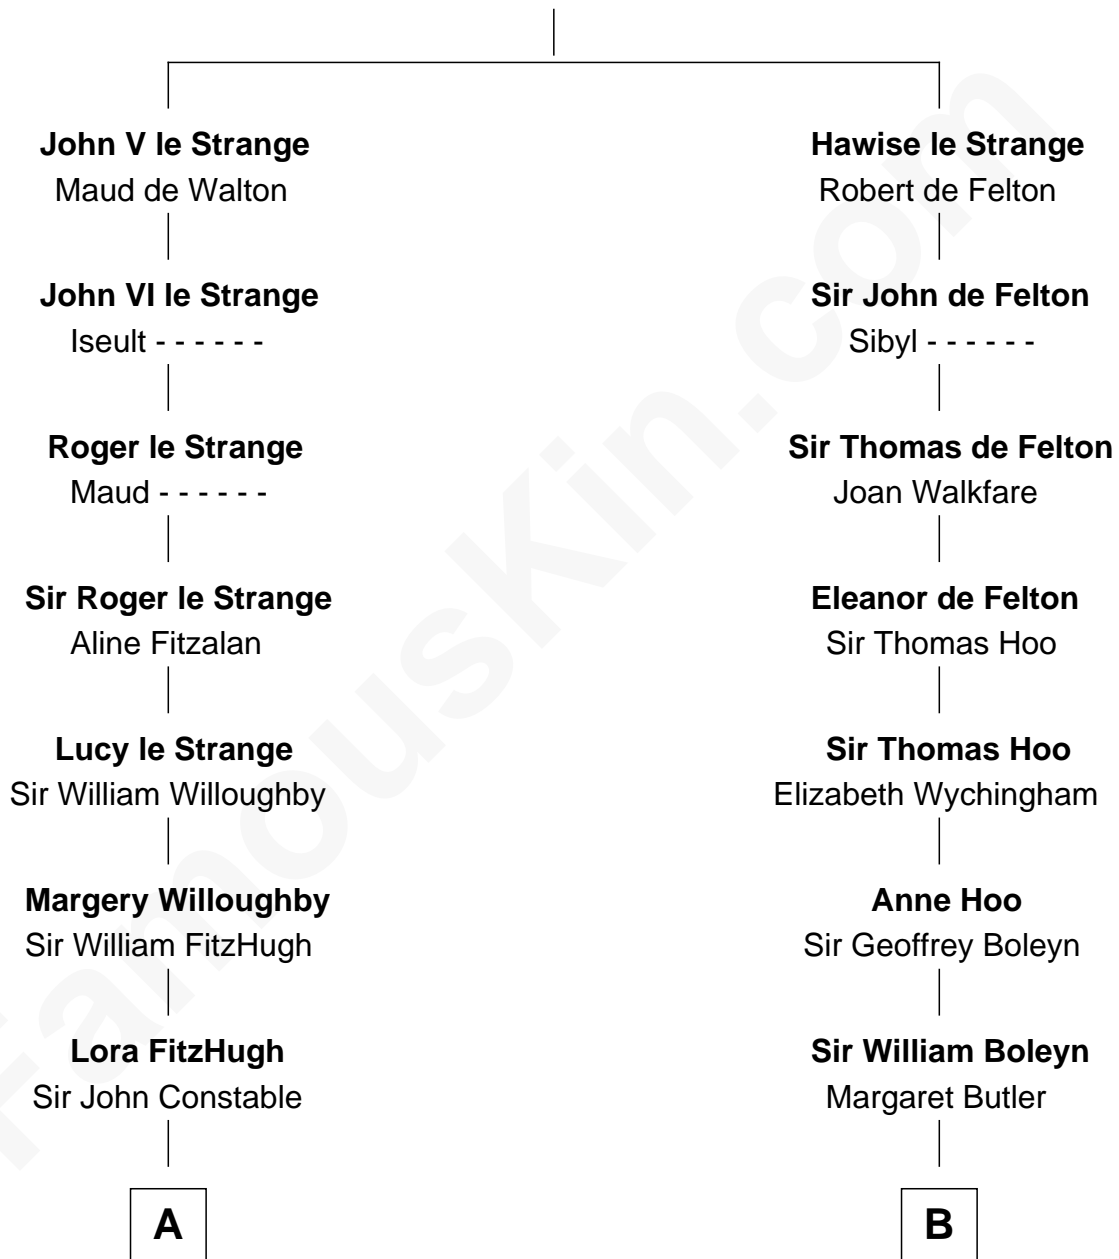 John V le Strange
Maud de Walton
John VI le Strange
Iseult - - - - - -
Roger le Strange
Maud - - - - - -
Sir Roger le Strange
Aline Fitzalan
Lucy le Strange
Sir William Willoughby
Margery Willoughby
Sir William FitzHugh
Lora FitzHugh
Sir John Constable
A
Hawise le Strange
Robert de Felton
Sir John de Felton
Sibyl - - - - - -
Sir Thomas de Felton
Joan Walkfare
Eleanor de Felton
Sir Thomas Hoo
Sir Thomas Hoo
Elizabeth Wychingham
Anne Hoo
Sir Geoffrey Boleyn
Sir William Boleyn
Margaret Butler
B
FamousKin.com